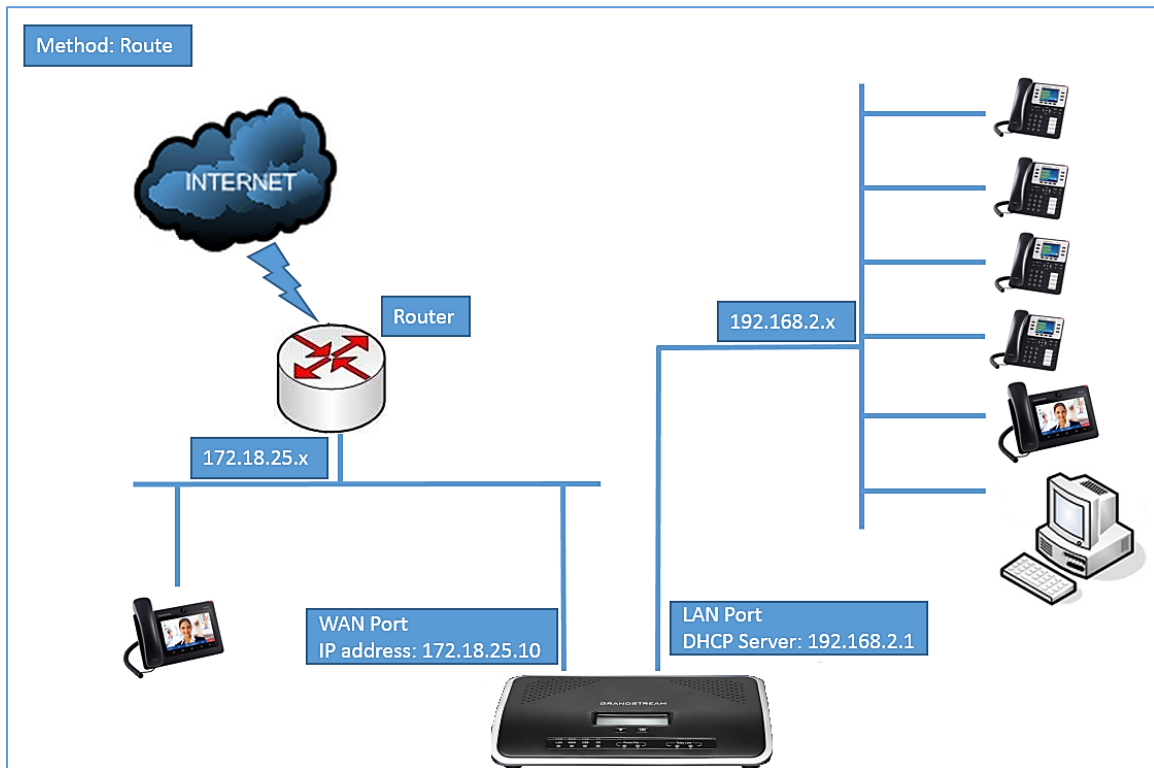 Method: Route
INTERNET
Router
192.168.2.x
172.18.25.x
WAN Port
IP address: 172.18.25.10
LAN Port
DHCP Server: 192.168.2.1
GRANDSTREAM